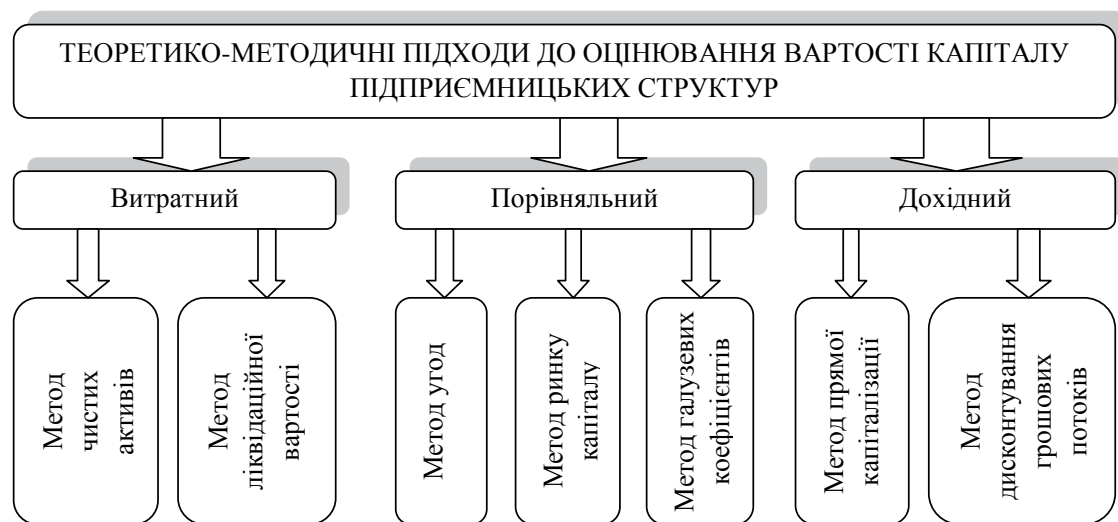 ТЕОРЕТИКО-МЕТОДИЧНІ ПІДХОДИ ДО ОЦІНЮВАННЯ ВАРТОСТІ КАПІТАЛУ
ПІДПРИЄМНИЦЬКИХ СТРУКТУР
Витратний
Порівняльний
Дохідний
Метод
чистих
активів
Метод
ліквідаційної
вартості
Метод угод
Метод ринку
капіталу
Метод галузевих
коефіцієнтів
Метод прямої
капіталізації
Метод
дисконтування
грошових
потоків